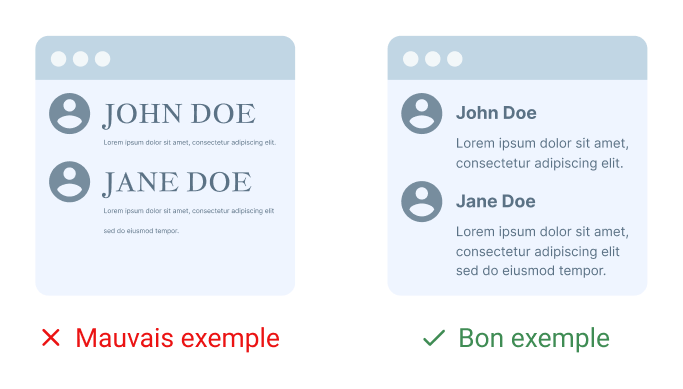 JOHN DOE
Lorem ipsum dolor sit amet, consectetur adipiscing elit.
JANE DOE
Lorem ipsum dolor sit amet, consectetur adipiscing elit
sed do eiusmod tempor.
Mauvais exemple
John Doe
Lorem ipsum dolor sit amet,
consectetur adipiscing elit.
Jane Doe
Lorem ipsum dolor sit amet,
consectetur adipiscing elit
sed do eiusmod tempor.
Bon exemple